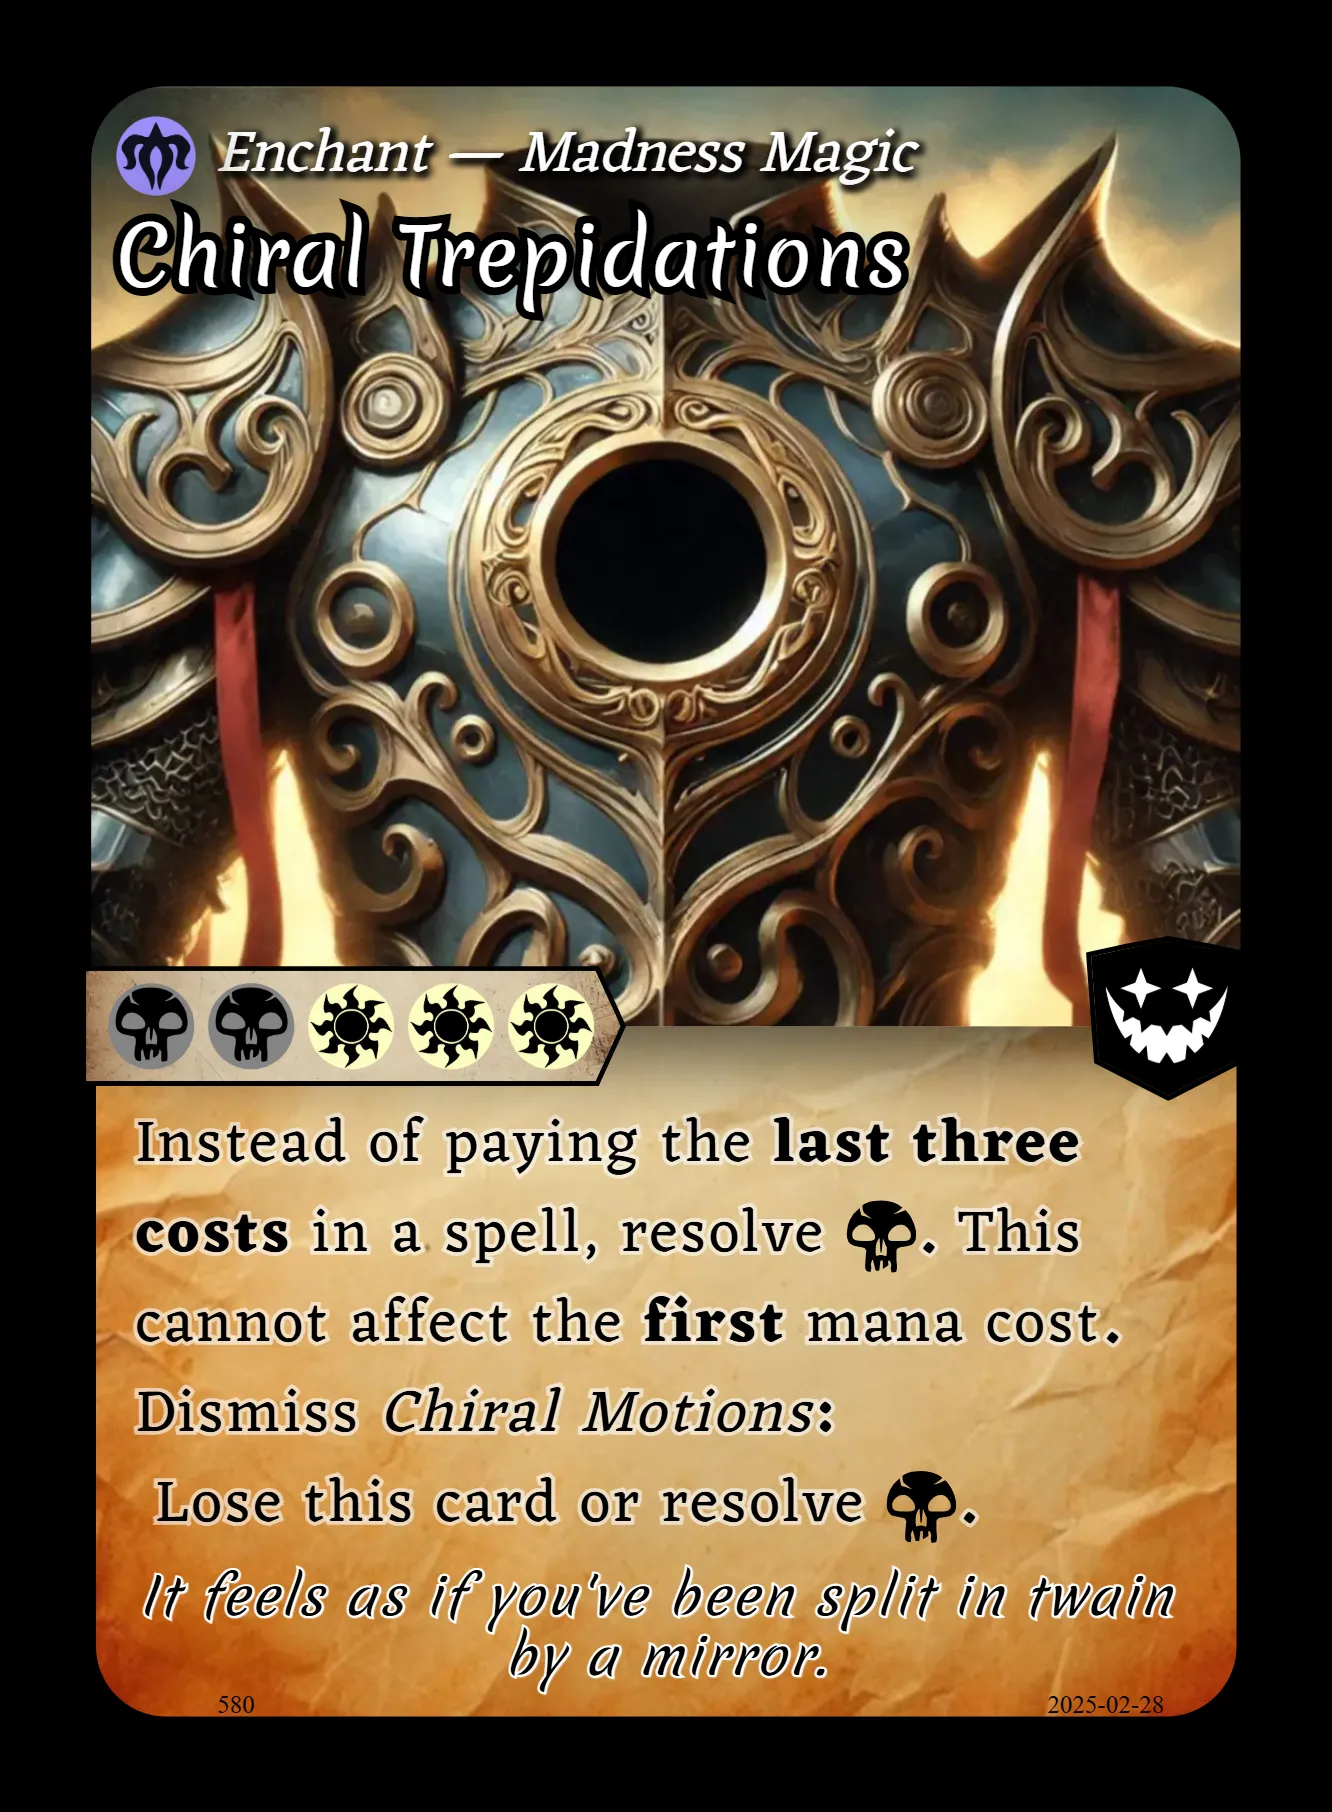 Enchant — Madness Magic
Chiral Trepidations
Instead of paying the last three
costs in a spell, resolve . This
cannot affect the first mana cost.
Dismiss Chiral Motions:
Lose this card or resolve .
It feels as if you've been split in twain
by a mirror.
580
2025-02-28